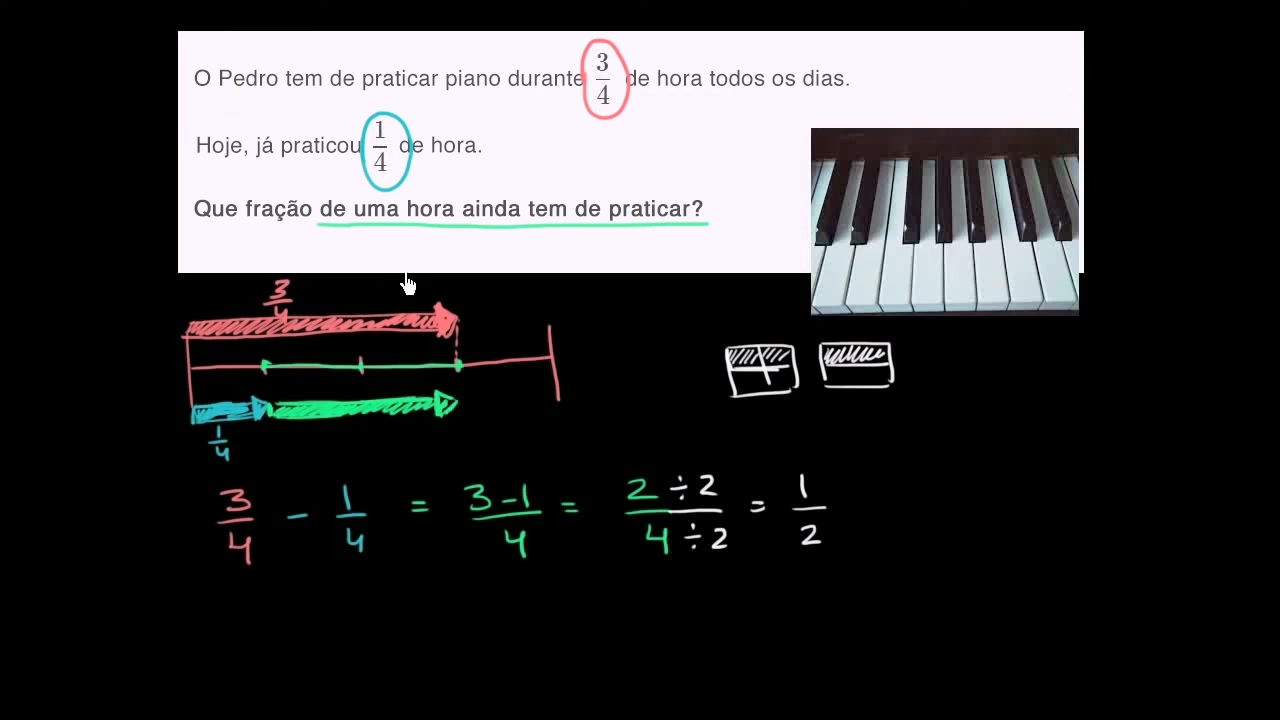 O Pedro tem de praticar piano durante 3/4 de hora todos os dias.
Hoje, já praticou 1/4 de hora.
Que fração de uma hora ainda tem de praticar?
3/4
1/4
3/4 - 1/4 = 3-1/4 = 2÷2/4÷2 = 1/2